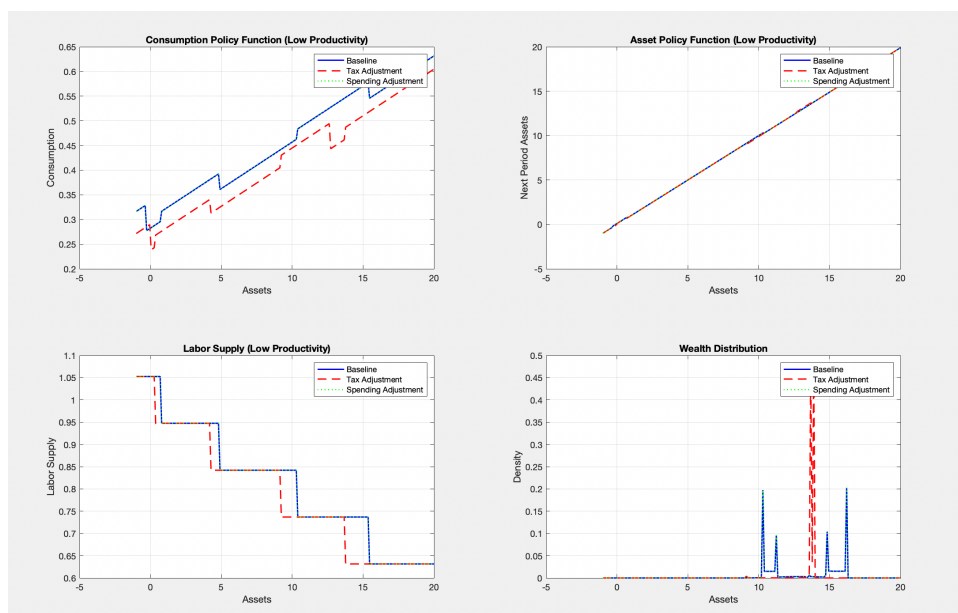 Consumption Policy Function (Low Productivity)
0.65
0.6
0.55
0.5
0.45
0.4
0.35
0.3
0.25
0.2
Consumption
-5
0
5
10
15
20
Assets
Baseline
Tax Adjustment
Spending Adjustment
Asset Policy Function (Low Productivity)
20
15
10
5
0
-5
Next Period Assets
-5
0
5
10
15
20
Assets
Baseline
Tax Adjustment
Spending Adjustment
Labor Supply (Low Productivity)
1.1
1.05
1
0.95
0.9
0.85
0.8
0.75
0.7
0.65
0.6
Labor Supply
-5
0
5
10
15
20
Assets
Baseline
Tax Adjustment
Spending Adjustment
Wealth Distribution
0.5
0.45
0.4
0.35
0.3
0.25
0.2
0.15
0.1
0.05
0
Density
-5
0
5
10
15
20
Assets
Baseline
Tax Adjustment
Spending Adjustment